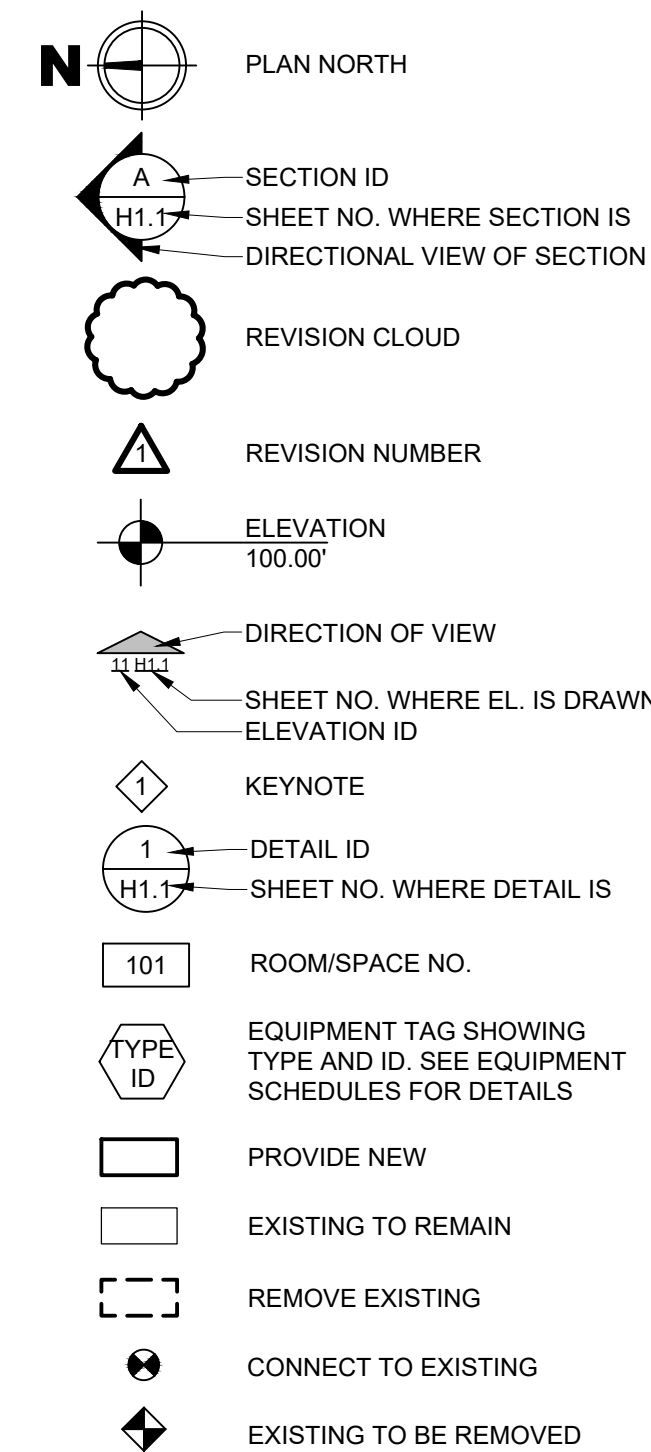 N PLAN NORTH
A SECTION ID
H1.1 SHEET NO. WHERE SECTION IS
DIRECTIONAL VIEW OF SECTION
REVISION CLOUD
1 REVISION NUMBER
ELEVATION
100.00'
DIRECTION OF VIEW
11 H1.1
SHEET NO. WHERE EL. IS DRAWN
ELEVATION ID
1 KEYNOTE
1 DETAIL ID
H1.1 SHEET NO. WHERE DETAIL IS
101 ROOM/SPACE NO.
TYPE
ID
EQUIPMENT TAG SHOWING
TYPE AND ID. SEE EQUIPMENT
SCHEDULES FOR DETAILS
PROVIDE NEW
EXISTING TO REMAIN
REMOVE EXISTING
CONNECT TO EXISTING
EXISTING TO BE REMOVED